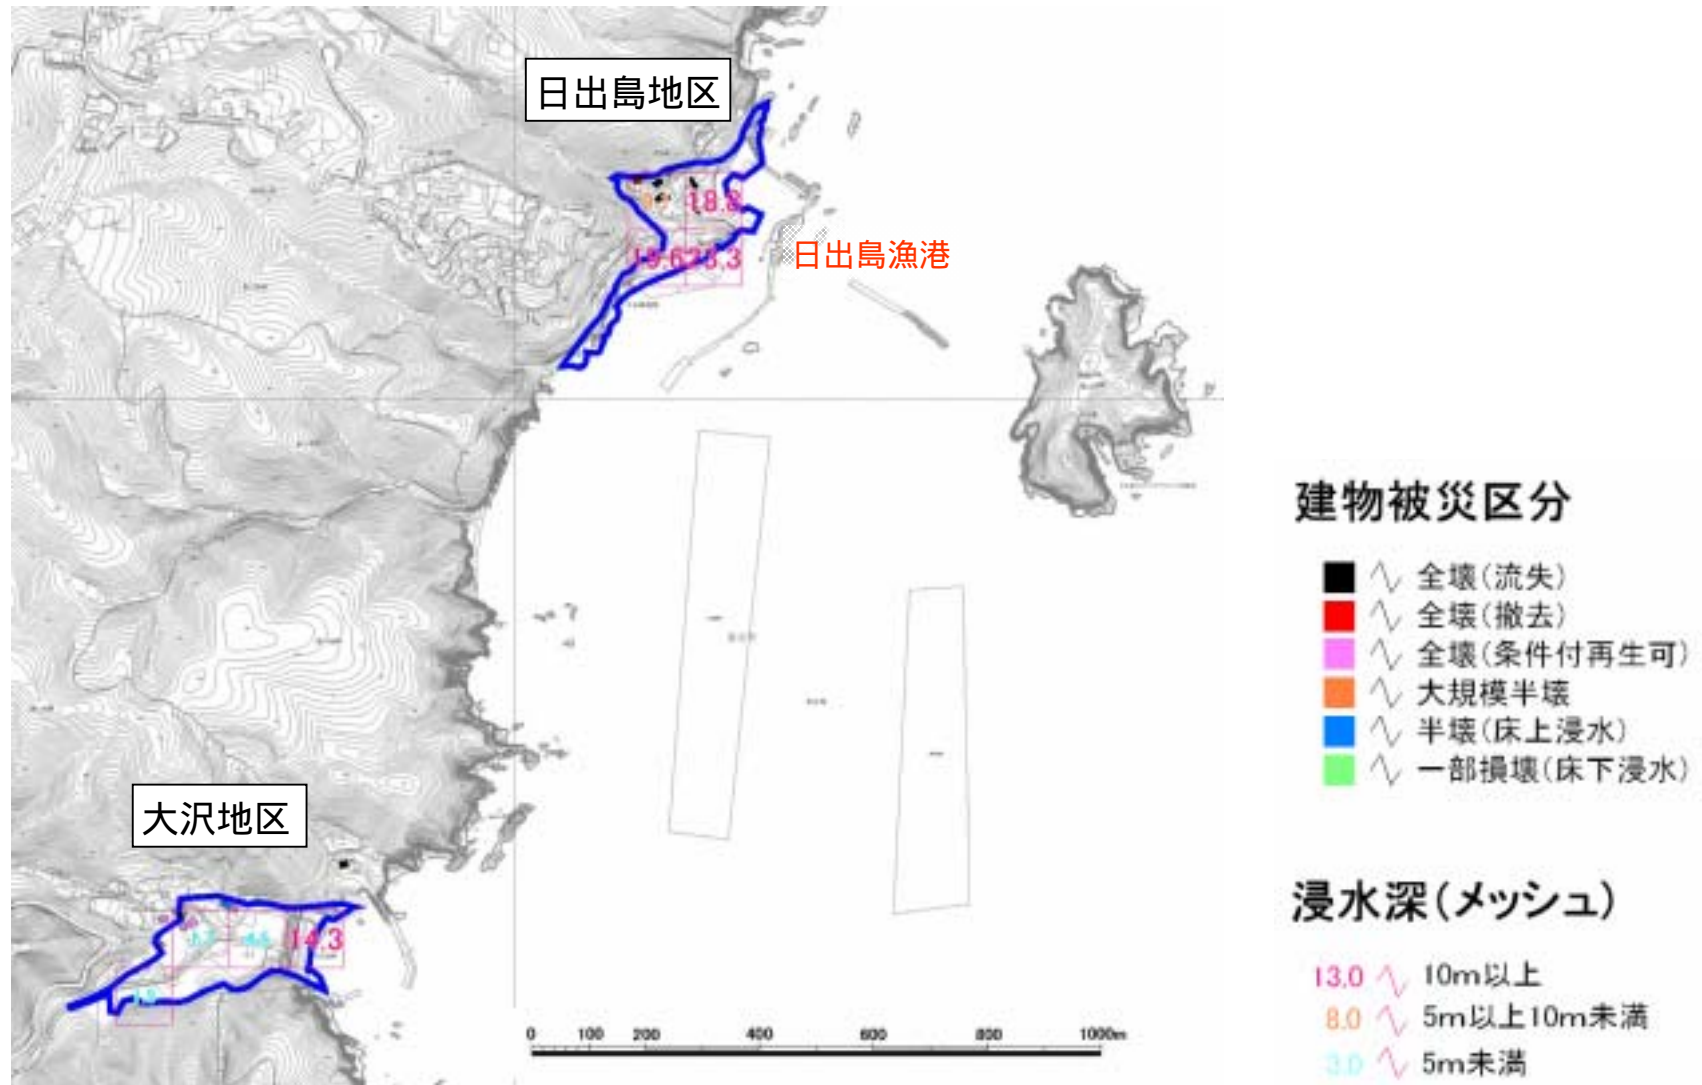 日出島地区
18.8
19.6
23.3
日出島漁港
大沢地区
14.3
4.6
0 100 200 400 600 800 1000m
建物被災区分
全壊(流失)
全壊(撤去)
全壊(条件付再生可)
大規模半壊
半壊(床上浸水)
一部損壊(床下浸水)
浸水深(メッシュ)
13.0 10m以上
8.0 5m以上10m未満
3.0 5m未満